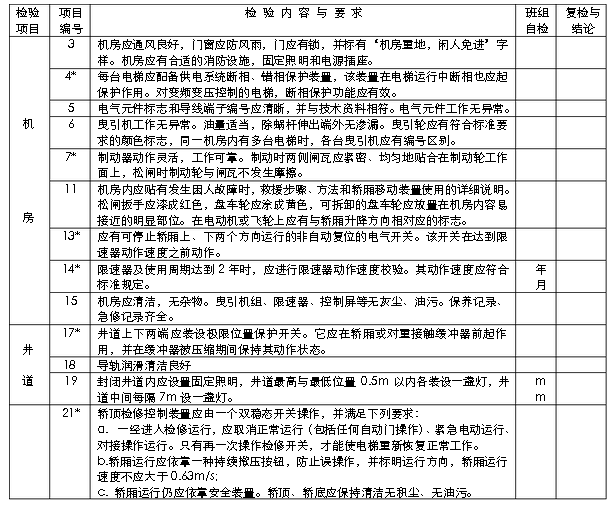 检验项目 项目编号 检 验 内 容 与 要 求 班组自检 复检与结论
机房
3 机房应通风良好，门窗应防风雨，门应有锁，并标有‘机房重地，闲人免进’字
样。机房应有合适的消防设施，固定照明和电源插座。
4* 每台电梯应配备供电系统断相、错相保护装置，该装置在电梯运行中断相也应起
保护作用。对变频变压控制的电梯，断相保护功能应有效。
5 电气元件标志和导线端子编号应清晰，并与技术资料相符。电气元件工作无异常。
6 曳引机工作无异常。油量适当，除蜗杆伸出端外无渗漏。曳引轮应有符合标准要
求的颜色标志，同一机房内有多台电梯时，各台曳引机应有编号区别。
7* 制动器动作灵活，工作可靠。制动时两侧闸瓦应紧密、均匀地贴合在制动轮工作
面上，松闸时制动轮与闸瓦不发生摩擦。
11 机房内应贴有发生困人故障时，救援步骤、方法和轿厢移动装置使用的详细说明。
松闸扳手应漆成红色，盘车轮应涂成黄色，可拆卸的盘车轮应放置在机房内容易
接近的明显部位。在电动机或飞轮上应有与轿厢升降方向相对应的标志。
13* 应有可停止轿厢上、下两个方向运行的非自动复位的电气开关。该开关在达到限
速器动作速度之前动作。
14* 限速器及使用周期达到 2 年时，应进行限速器动作速度校验。其动作速度应符合 年
标准规定。 月
15 机房应清洁，无杂物。曳引机组、限速器、控制屏等无灰尘、油污。保养记录、
急修记录齐全。
井道
17* 井道上下两端应装设极限位置保护开关。它应在轿厢或对重接触缓冲器前起作
用，并在缓冲器被压缩期间保持其动作状态。
18 导轨润滑清洁良好
19 封闭井道内应设置固定照明，井道最高与最低位置 0.5m 以内各装设一盏灯，井 m
道中间每隔 7m 设一盏灯。 m
21* 轿顶检修控制装置应由一个双稳态开关操作，并满足下列要求：
a. 一经进入检修运行，应取消正常运行（包括任何自动门操作）、紧急电动运行、
对接操作运行。只有再一次操作检修开关，才能使电梯重新恢复正常工作。
b.轿厢运行应依靠一种持续揿压按钮，防止误操作，并标明运行方向，轿厢运行
速度不应大于 0.63m/s;
c. 轿厢运行仍应依靠安全装置。轿顶、轿底应保持清洁无积尘、无油污。